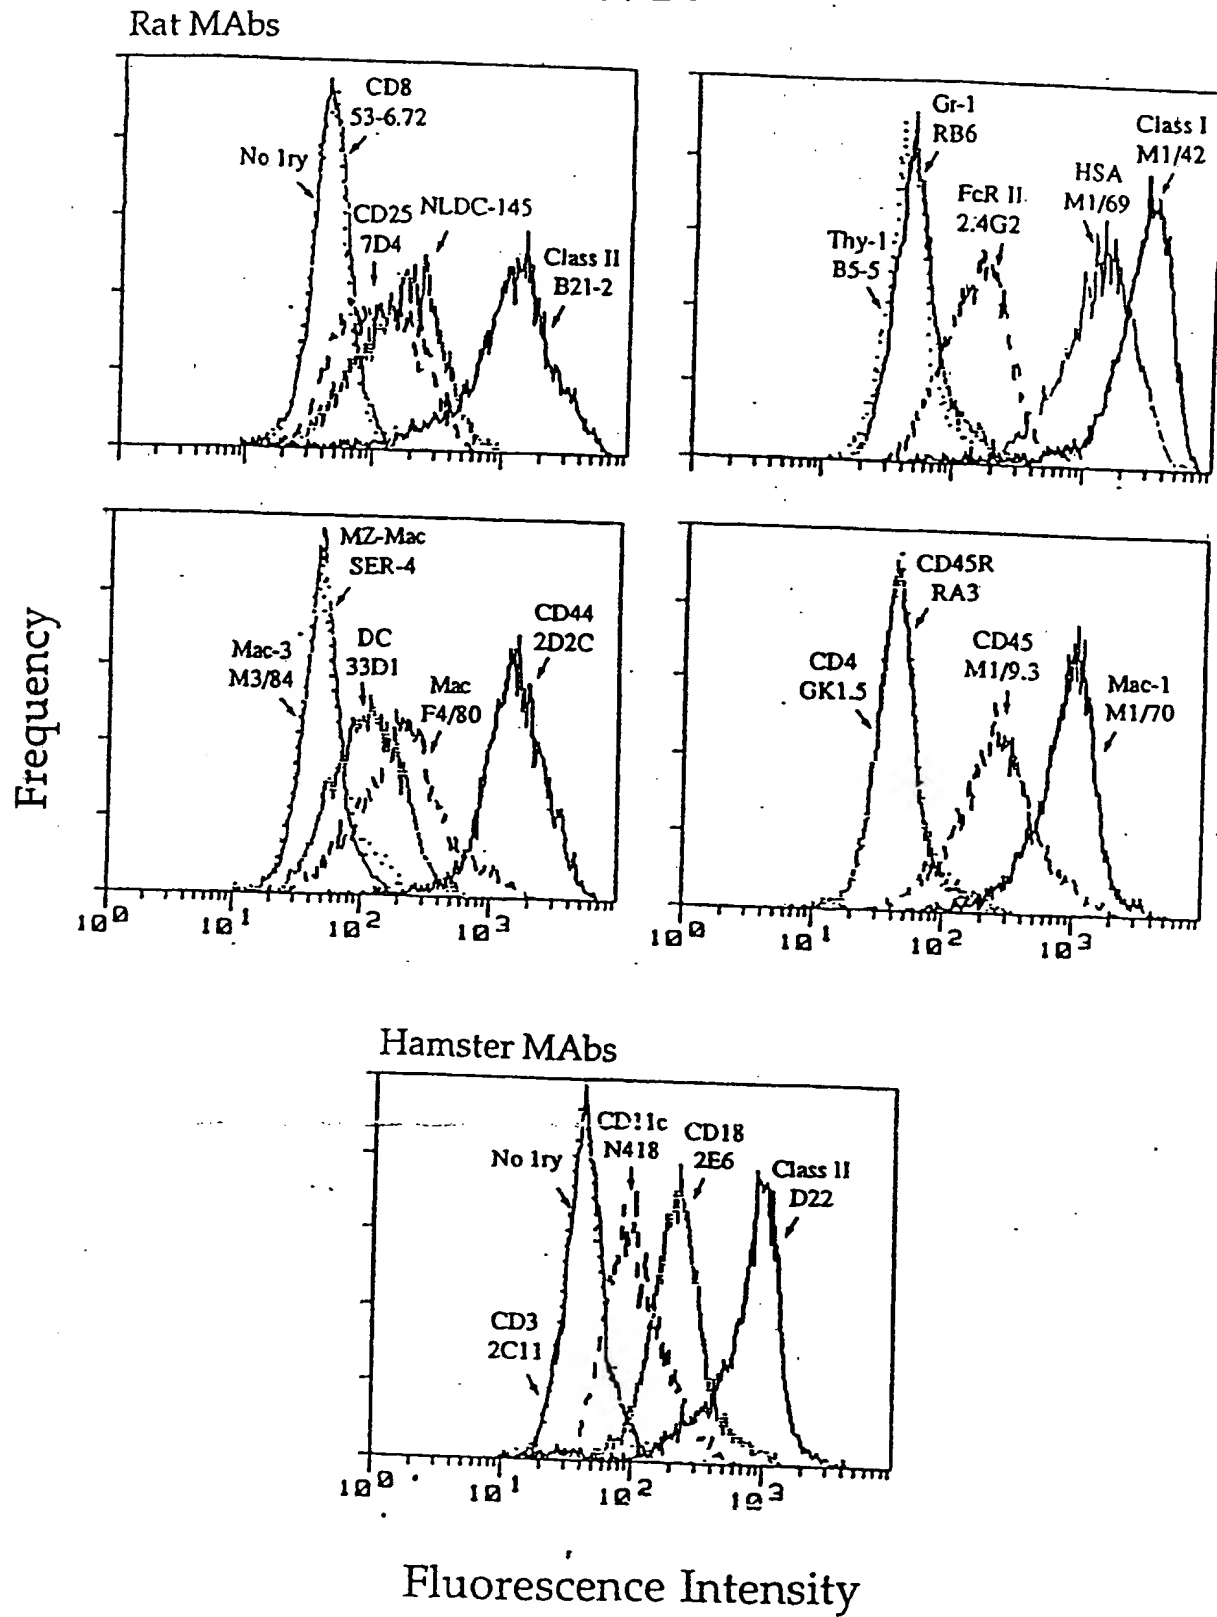 Rat MAbs
CD8
53-6.72
No 1ry
CD25
7D4
NLDC-145
Class II
B21-2
Gr-1
RB6
Class I
M1/42
HSA
M1/69
FcR II
2.4G2
Thy-1
B5-5
Frequency
MZ-Mac
SER-4
Mac-3
M3/84
DC
33D1
Mac
F4/80
CD44
2D2C
10⁰ 10¹ 10² 10³
CD45R
RA3
CD4
GK1.5
CD45
M1/9.3
Mac-1
M1/70
10⁰ 10¹ 10² 10³
Hamster MAbs
No 1ry
CD11c
N418
CD18
2E6
Class II
D22
CD3
2C11
10⁰ 10¹ 10² 10³
Fluorescence Intensity